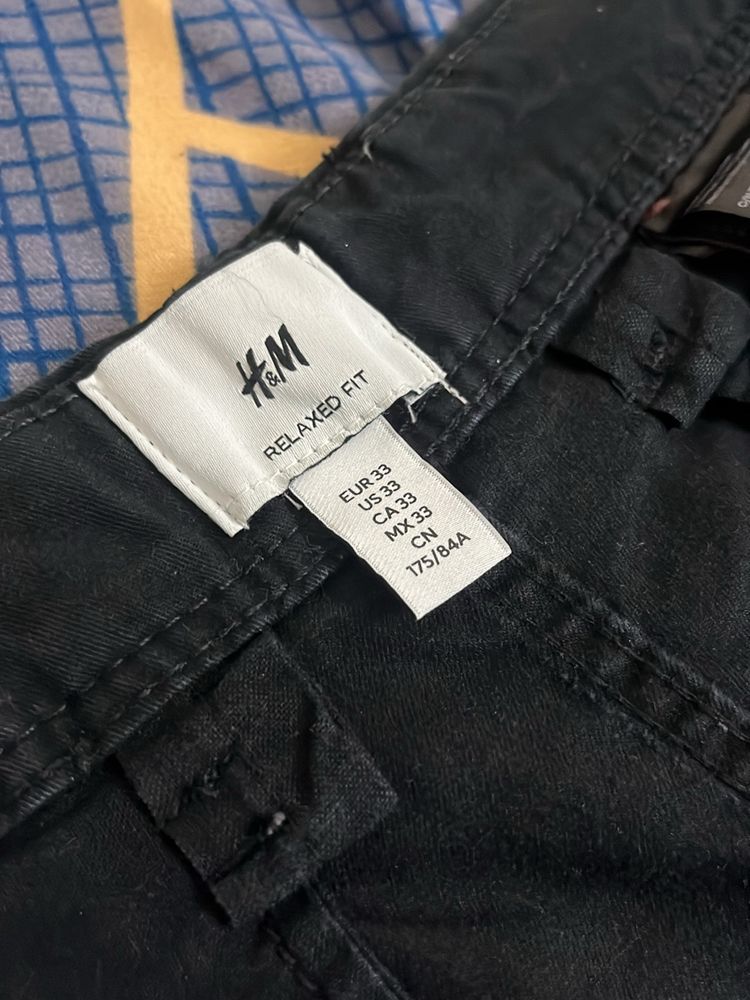 H&M
RELAXED FIT
EUR 33
US 33
CA 33
MX 33
CN
175/84A